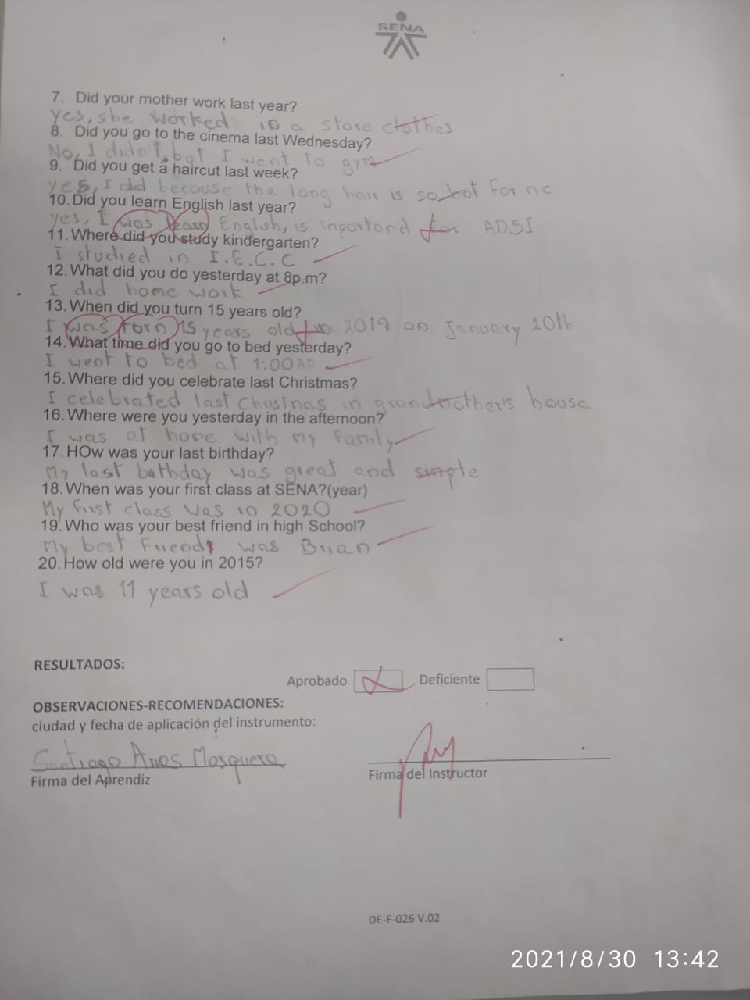 SENA
7. Did your mother work last year?
yes, she worked in a store clothes
8. Did you go to the cinema last Wednesday?
No, I didn't, but I went to gym
9. Did you get a haircut last week?
yes, I did becouse the long hair is so hot for me
10. Did you learn English last year?
yes, I was learn English, is inportand for ADSI
11. Where did you study kindergarten?
I studied in I.E.C.C
12. What did you do yesterday at 8p.m?
I did home work
13. When did you turn 15 years old?
I was torn 15 years old in 2019 on january 20th
14. What time did you go to bed yesterday?
I went to bed at 1:00 AM
15. Where did you celebrate last Christmas?
I celebrated last christmas in grandmother's house
16. Where were you yesterday in the afternoon?
I was at home with my family
17. HOw was your last birthday?
My last bathday was great and simple
18. When was your first class at SENA?(year)
My first class was in 2020
19. Who was your best friend in high School?
My best friend was Brian
20. How old were you in 2015?
I was 11 years old
RESULTADOS:
Aprobado X Deficiente
OBSERVACIONES-RECOMENDACIONES:
ciudad y fecha de aplicación del instrumento:
Santiago Mosquera
Firma del Aprendiz Firma del Instructor
DE-F-026 V.02
2021/8/30 13:42